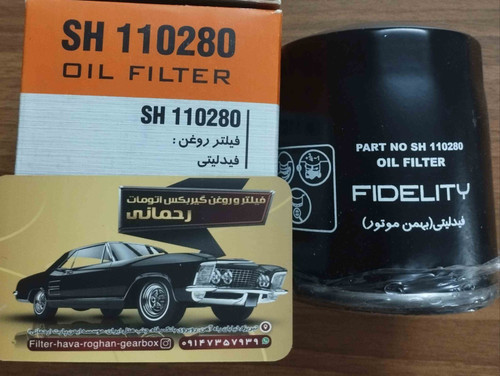 SH 110280
OIL FILTER
SH 110280
فیلتر روغن :
فیدلیتی
فیلتر و روغن گیربکس اتومات
رحمانی
Filter-hava-roghan-gearbox
۰۹۱۴۷۳۵۷۹۳۹
PART NO SH 110280
OIL FILTER
FIDELITY
فیدلیتی(بهمن موتور)